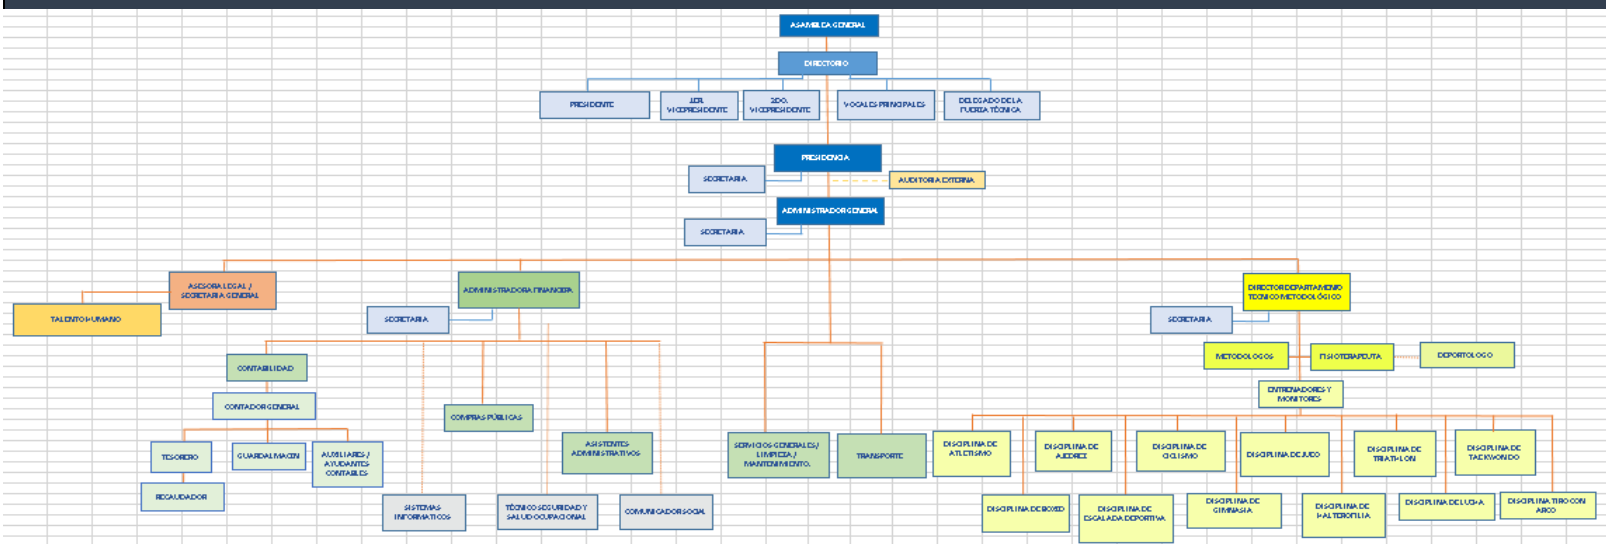 ASAMBLEA GENERAL
DIRECTORIO
PRESIDENTE
1ER.
VICEPRESIDENTE
2DO.
VICEPRESIDENTE
VOCALES PRINCIPALES
DELEGADO DE LA
FUERZA TÉCNICA
PRESIDENCIA
SECRETARIA
AUDITORIA EXTERNA
ADMINISTRADOR GENERAL
SECRETARIA
ASESORA LEGAL /
SECRETARIA GENERAL
ADMINISTRADORA FINANCIERA
DIRECTOR DEPARTAMENTO
TECNICO METODOLÓGICO
TALENTO HUMANO
SECRETARIA
SECRETARIA
METODOLOGOS
FISIOTERAPEUTA
DEPORTOLOGO
CONTABILIDAD
ENTRENADORES Y
MONITORES
CONTADOR GENERAL
COMPRAS PÚBLICAS
TESORERO
GUARDALMACEN
AUXILIARES /
AYUDANTES
CONTABLES
ASISTENTES
ADMINISTRATIVOS
SERVICIOS GENERALES/
LIMPIEZA /
MANTENIMIENTO.
TRANSPORTE
DISCIPLINA DE
ATLETISMO
DISCIPLINA DE
AJEDREZ
DISCIPLINA DE
CICLISMO
DISCIPLINA DE JUDO
DISCIPLINA DE
TRIATHLON
DISCIPLINA DE
TAEKWONDO
RECAUDADOR
SISTEMAS
INFORMATICOS
TÉCNICO SEGURIDAD Y
SALUD OCUPACIONAL
COMUNICADOR SOCIAL
DISCIPLINA DE BOXEO
DISCIPLINA DE
ESCALADA DEPORTIVA
DISCIPLINA DE
GIMNASIA
DISCIPLINA DE
HALTEROFILIA
DISCIPLINA DE LUCHA
DISCIPLINA TIRO CON
ARCO